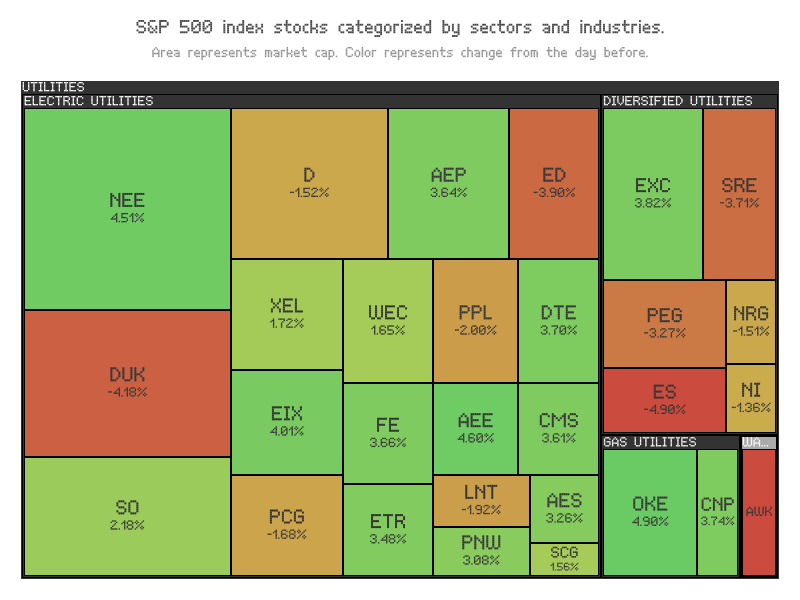 S&P 500 index stocks categorized by sectors and industries.
Area represents market cap. Color represents change from the day before.
UTILITIES
ELECTRIC UTILITIES
NEE
4.51%
DUK
-4.18%
SO
2.18%
D
-1.52%
AEP
3.64%
ED
-3.90%
XEL
1.72%
WEC
1.65%
PPL
-2.00%
DTE
3.70%
EIX
4.01%
FE
3.66%
AEE
4.60%
CMS
3.61%
PCG
-1.68%
ETR
3.48%
LNT
-1.92%
AES
3.26%
PNW
3.08%
SCG
1.56%
DIVERSIFIED UTILITIES
EXC
3.82%
SRE
-3.71%
PEG
-3.27%
NRG
-1.51%
ES
-4.90%
NI
-1.36%
GAS UTILITIES
OKE
4.90%
CNP
3.74%
WA...
AWK